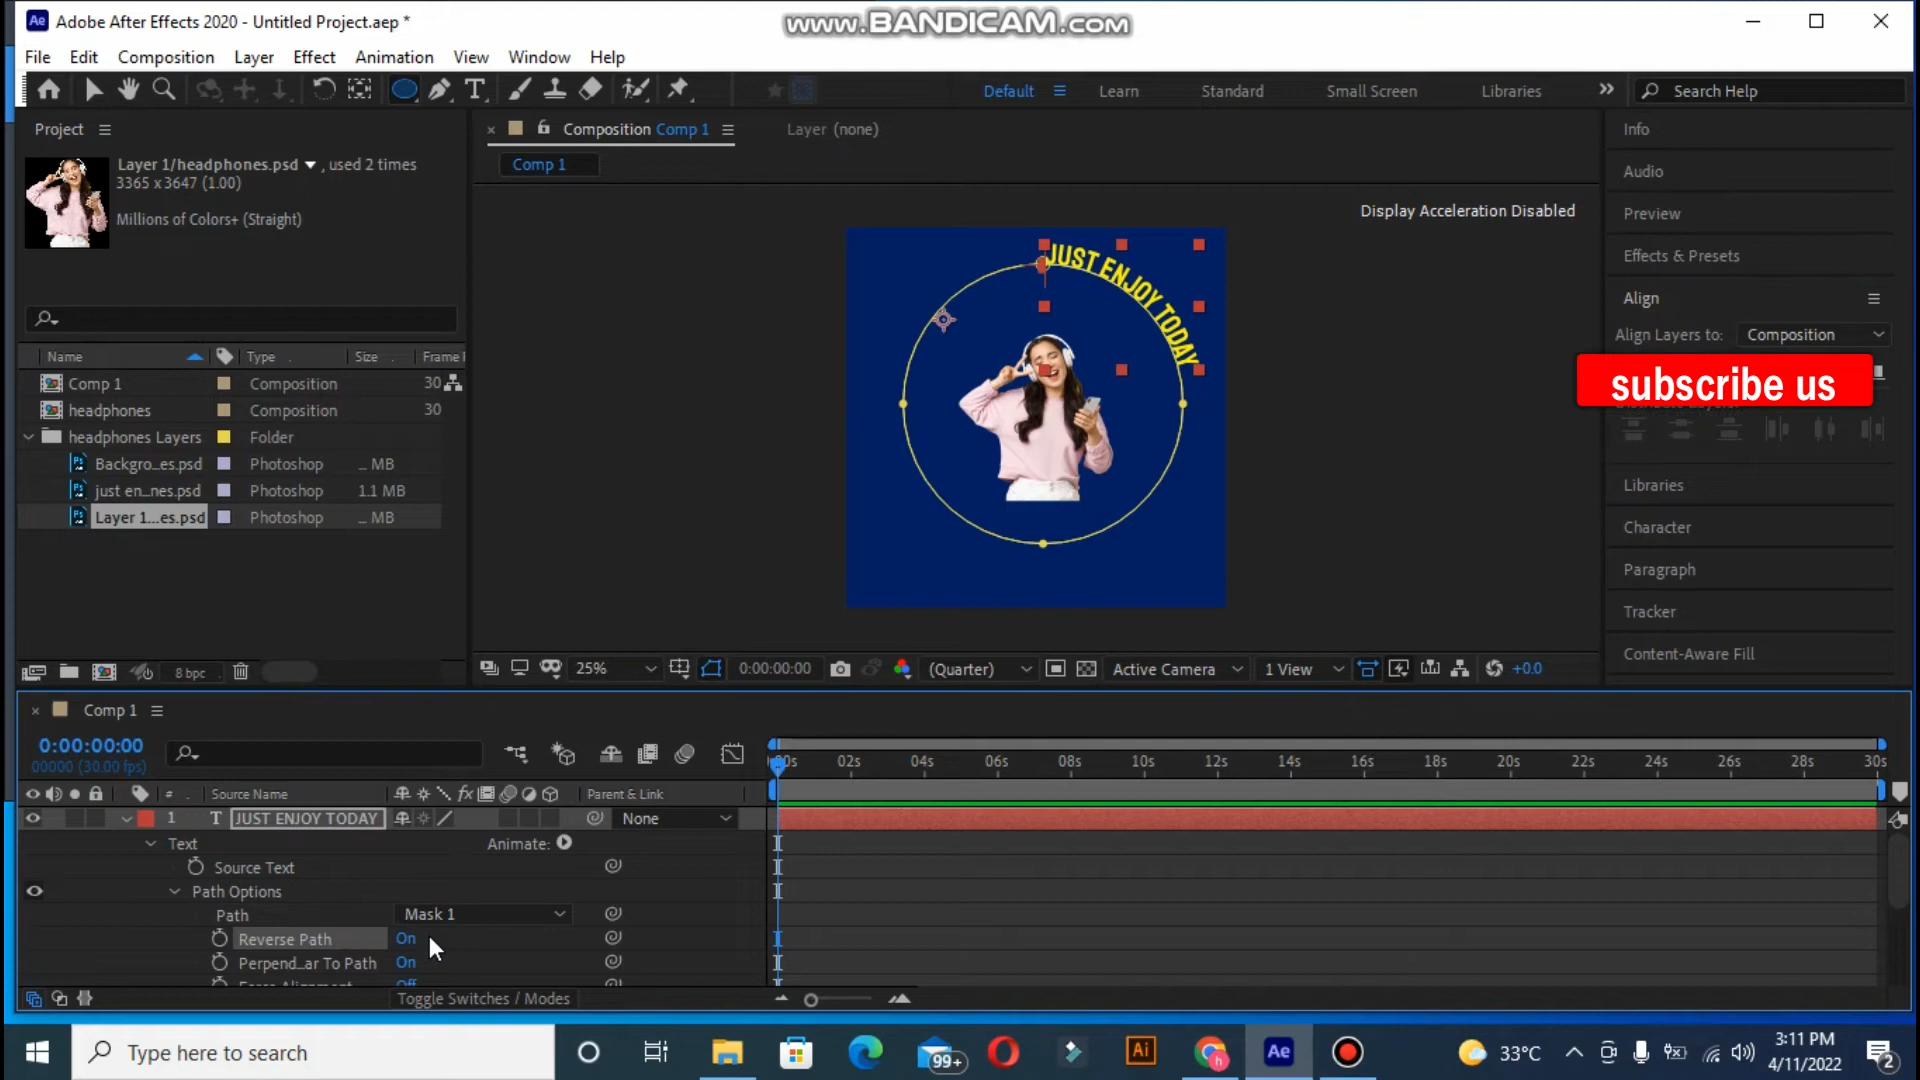 Adobe After Effects 2020 - Untitled Project.aep *
www.BANDICAM.com
File Edit Composition Layer Effect Animation View Window Help
Default Learn Standard Small Screen Libraries Search Help
Project
Layer 1/headphones.psd , used 2 times
3365 x 3647 (1.00)
Millions of Colors+ (Straight)
Name Type Size Frame
Comp 1 Composition 30
headphones Composition 30
headphones Layers Folder
Backgro...es.psd Photoshop ... MB
just en...nes.psd Photoshop 1.1 MB
Layer 1...es.psd Photoshop ... MB
8 bpc
Composition Comp 1
Layer (none)
Comp 1
Display Acceleration Disabled
JUST ENJOY TODAY
25% 0:00:00:00 (Quarter) Active Camera 1 View +0.0
Info
Audio
Preview
Effects & Presets
Align
Align Layers to: Composition
subscribe us
Libraries
Character
Paragraph
Tracker
Content-Aware Fill
Comp 1
0:00:00:00
00000 (30.00 fps)
02s 04s 06s 08s 10s 12s 14s 16s 18s 20s 22s 24s 26s 28s 30s
# Source Name Parent & Link
1 T JUST ENJOY TODAY None
Text Animate:
Source Text
Path Options
Path Mask 1
Reverse Path On
Perpend...ar To Path On
Force Alignment Off
Toggle Switches / Modes
Type here to search
99+
Ai
Ae
33°C
3:11 PM
4/11/2022
2